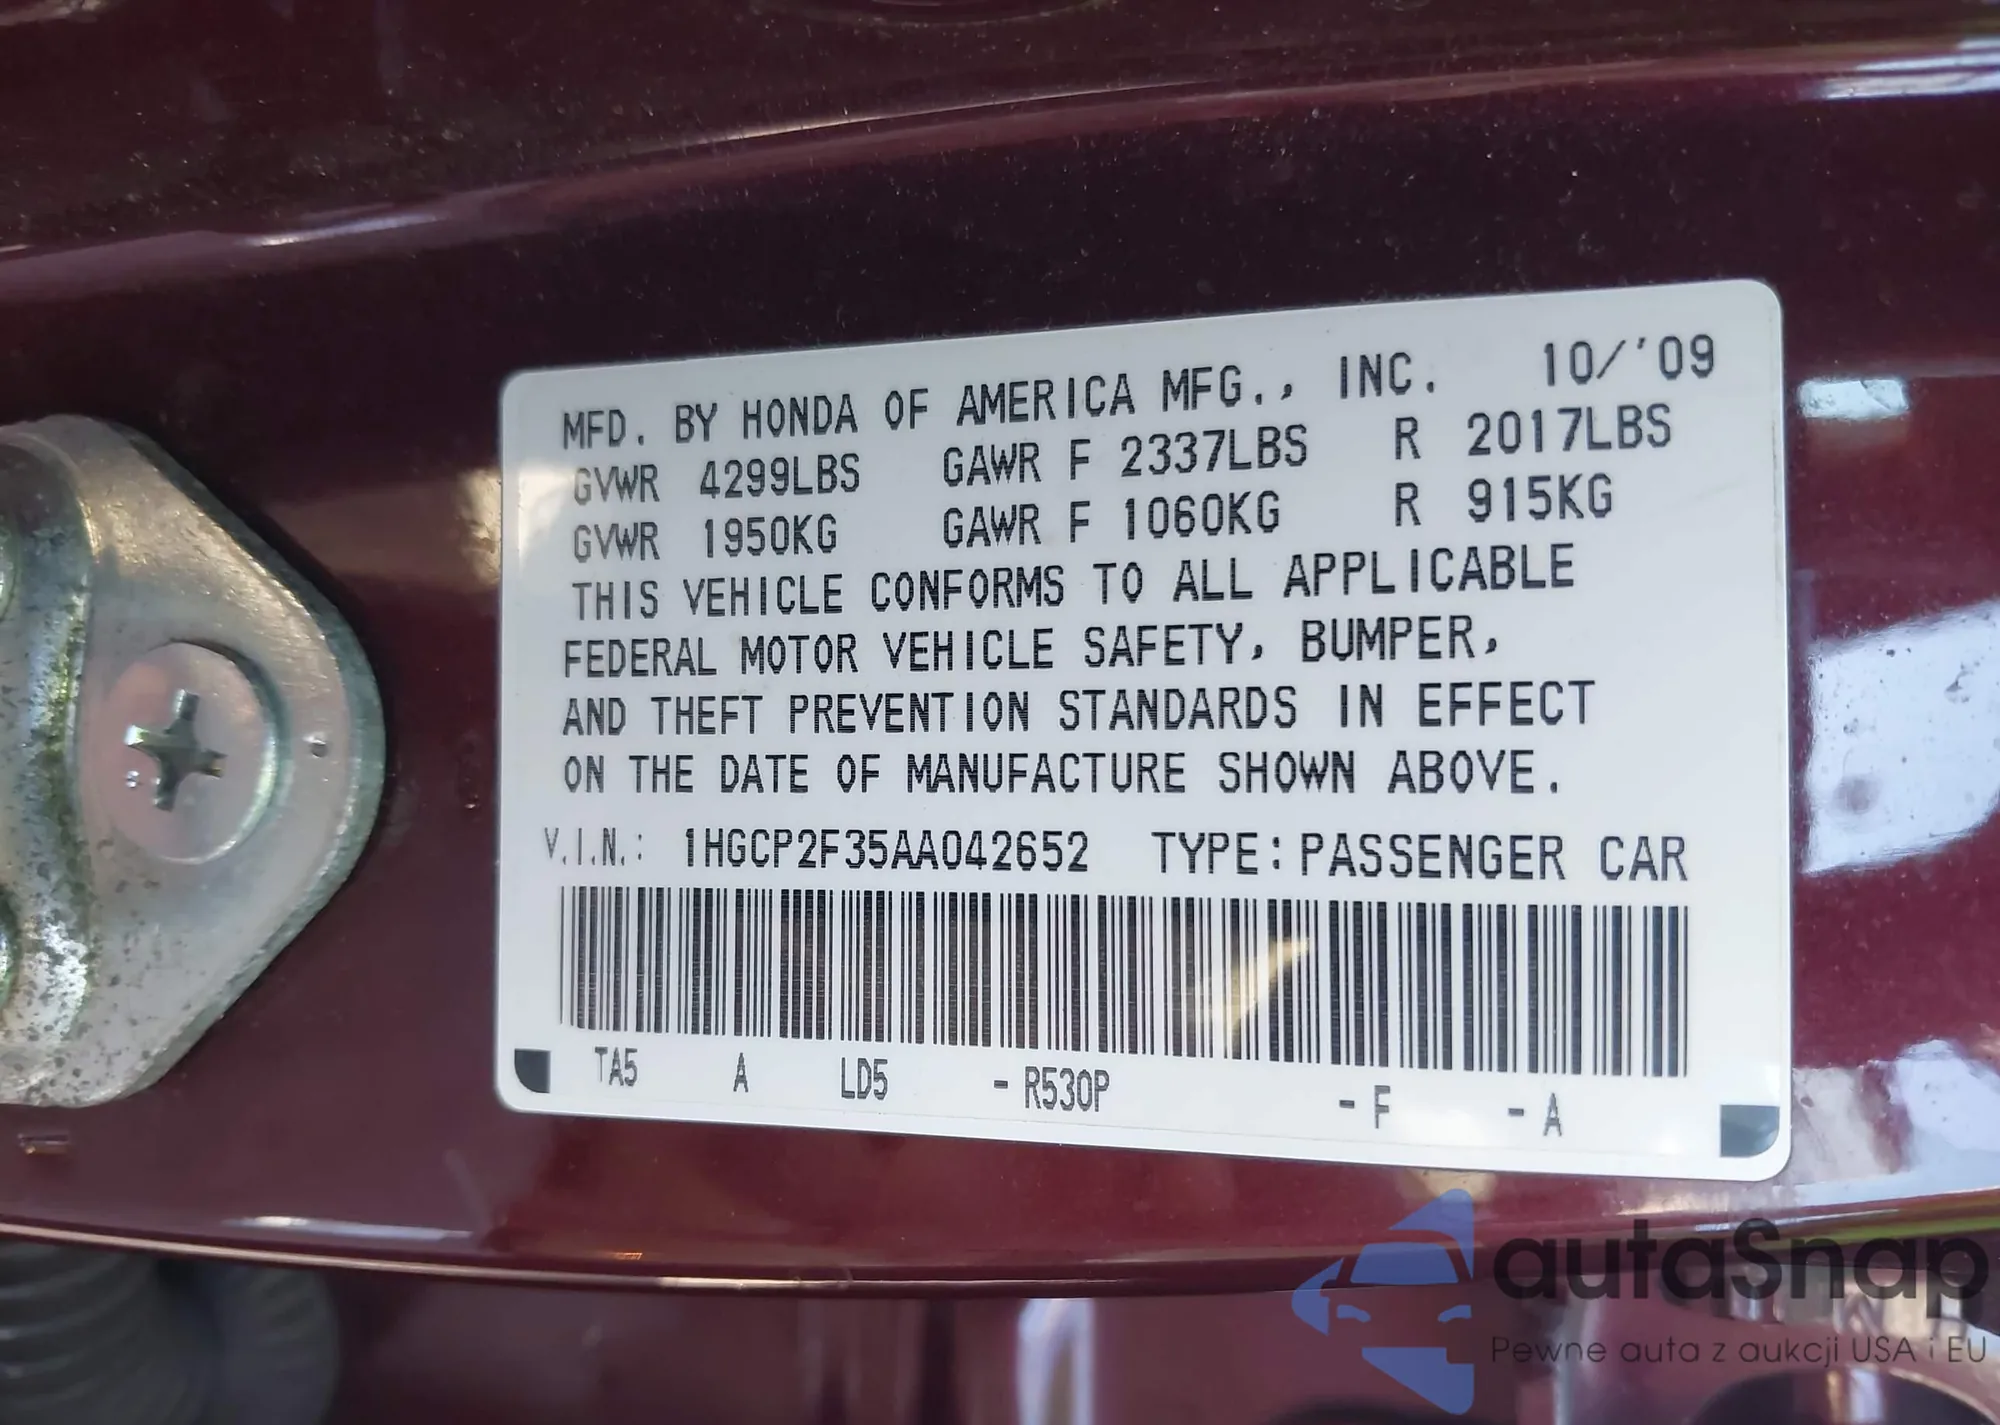 MFD. BY HONDA OF AMERICA MFG., INC. 10/'09
GVWR 4299LBS GAWR F 2337LBS R 2017LBS
GVWR 1950KG GAWR F 1060KG R 915KG
THIS VEHICLE CONFORMS TO ALL APPLICABLE
FEDERAL MOTOR VEHICLE SAFETY, BUMPER,
AND THEFT PREVENTION STANDARDS IN EFFECT
ON THE DATE OF MANUFACTURE SHOWN ABOVE.
V.I.N.: 1HGCP2F35AA042652 TYPE: PASSENGER CAR
TA5 A LD5 - R530P - F - A
autaSnap
Pewne auta z aukcji USA i EU